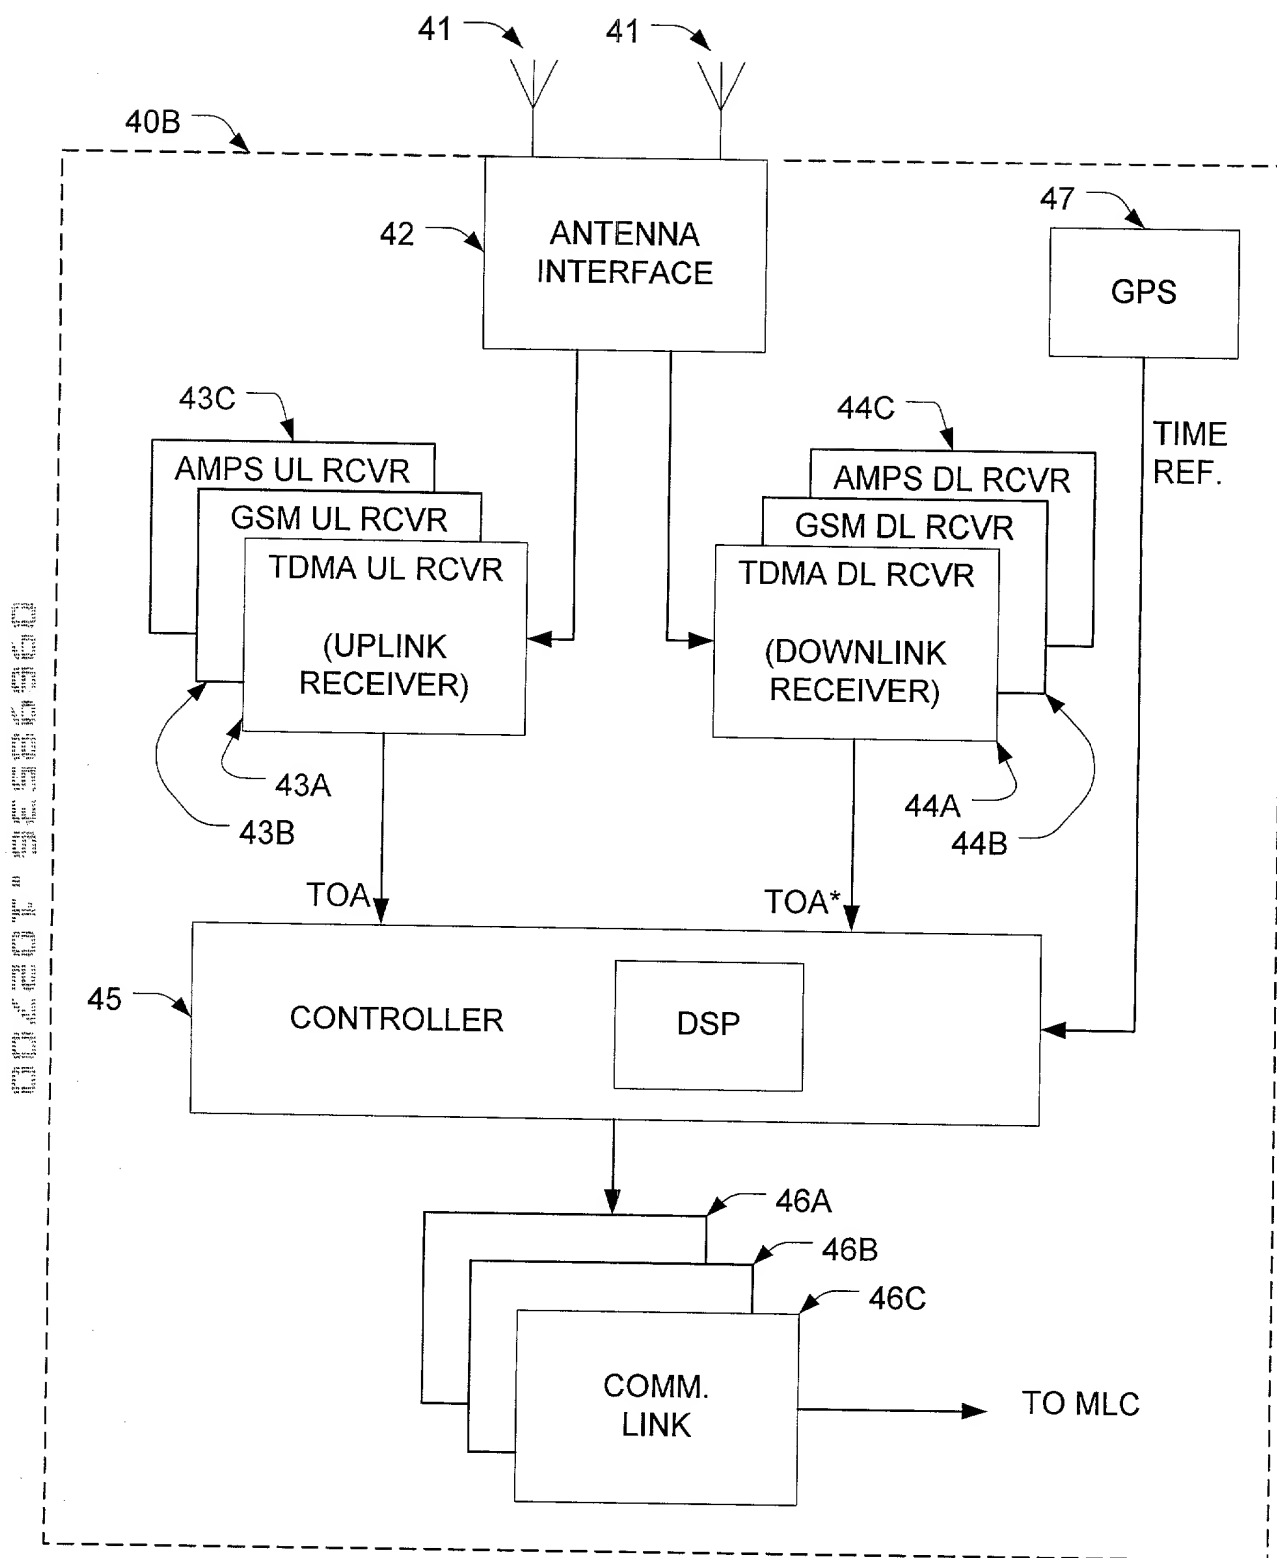 41
41
40B
42
ANTENNA
INTERFACE
47
GPS
43C
44C
TIME
REF.
AMPS UL RCVR
GSM UL RCVR
TDMA UL RCVR
(UPLINK
RECEIVER)
AMPS DL RCVR
GSM DL RCVR
TDMA DL RCVR
(DOWNLINK
RECEIVER)
43A
43B
44A
44B
TOA
TOA*
45
CONTROLLER
DSP
46A
46B
46C
COMM.
LINK
TO MLC